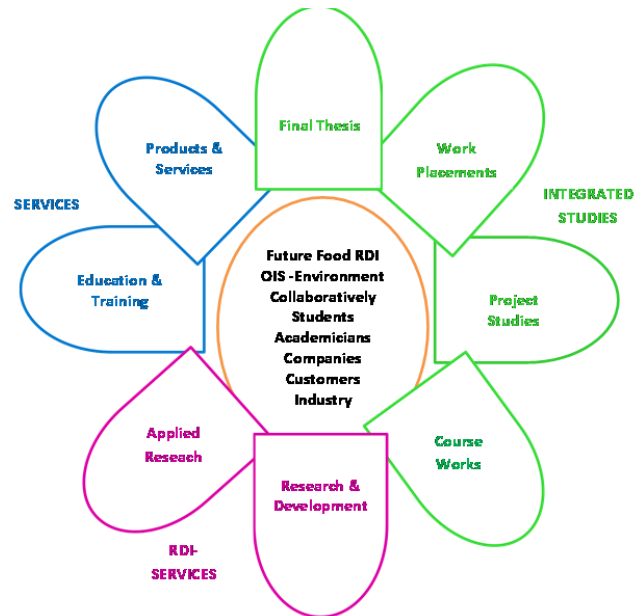 Final Thesis
Products &
Services
Work
Placements
SERVICES
INTEGRATED
STUDIES
Education &
Training
Future Food RDI
OIS -Environment
Collaboratively
Students
Academicians
Companies
Customers
Industry
Project
Studies
Applied
Reseach
Course
Works
Research &
Development
RDI-
SERVICES